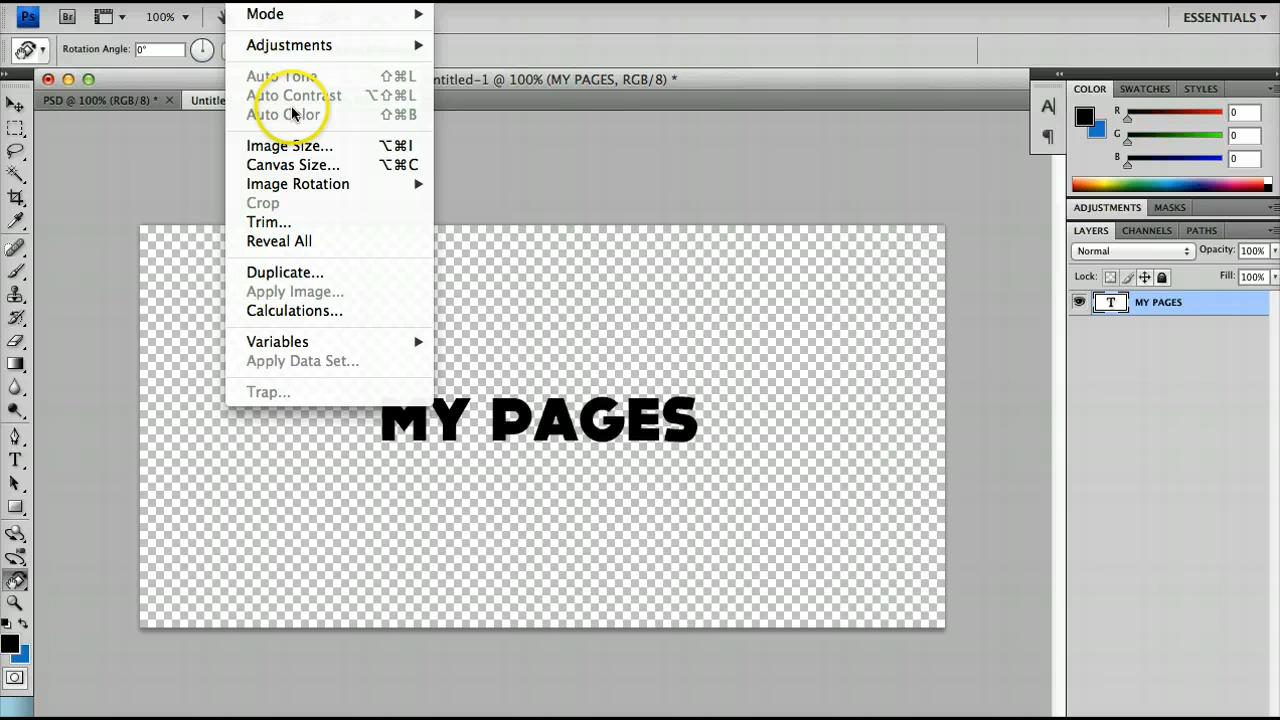 Ps Br 100% ESSENTIALS
Rotation Angle: 0°
ntitled-1 @ 100% (MY PAGES, RGB/8) *
PSD @ 100% (RGB/8) * × Untitle
Mode
Adjustments
Auto Tone ⇧⌘L
Auto Contrast ⌥⇧⌘L
Auto Color ⇧⌘B
Image Size... ⌥⌘I
Canvas Size... ⌥⌘C
Image Rotation
Crop
Trim...
Reveal All
Duplicate...
Apply Image...
Calculations...
Variables
Apply Data Set...
Trap...
MY PAGES
T
A
¶
COLOR SWATCHES STYLES
R 0
G 0
B 0
ADJUSTMENTS MASKS
LAYERS CHANNELS PATHS
Normal Opacity: 100%
Lock: Fill: 100%
T MY PAGES